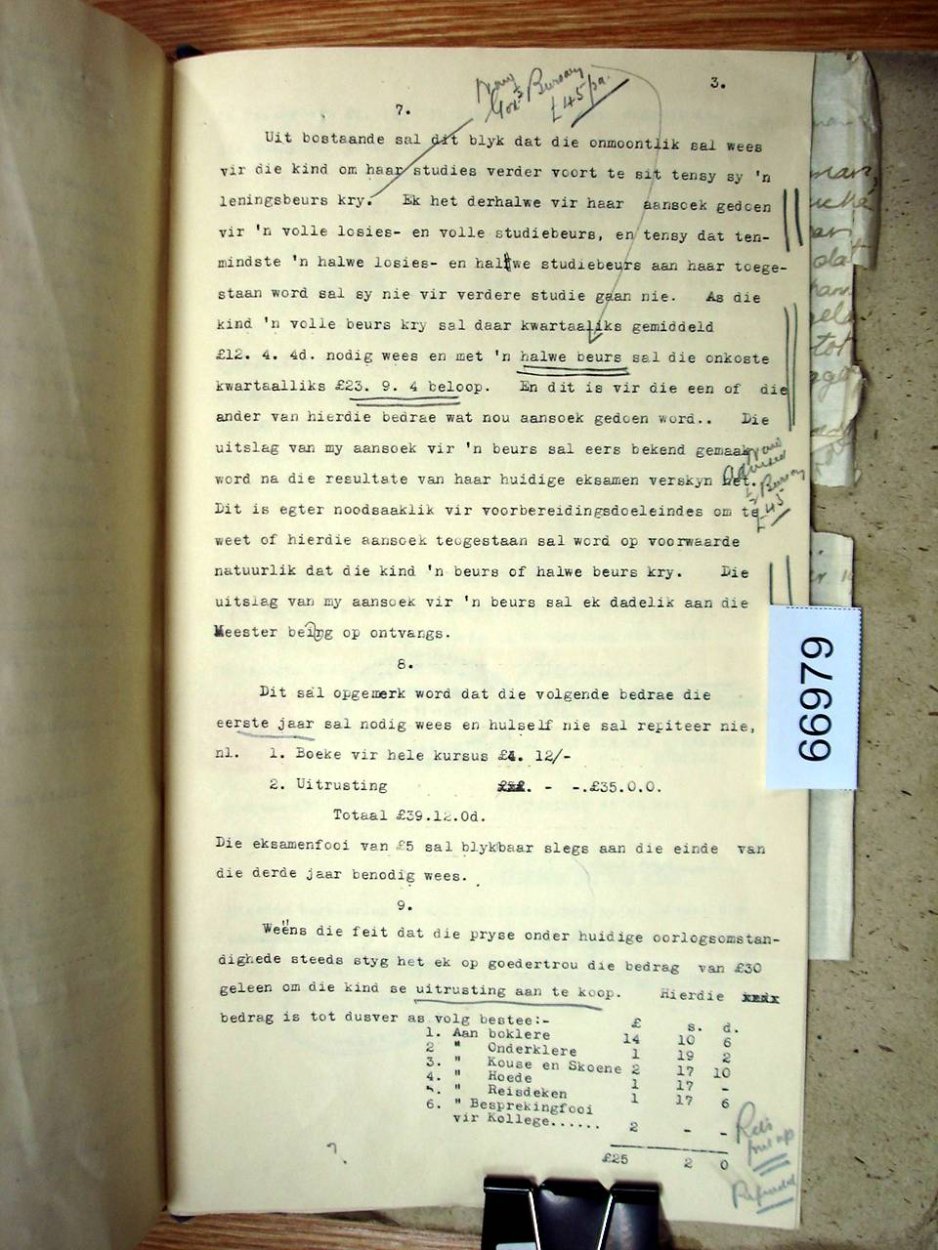 3.
Gov's Bursary
£45 pa.
7.
Uit bostaande sal dit blyk dat die onmoontlik sal wees
vir die kind om haar studies verder voort te sit tensy sy 'n
leningsbeurs kry. Ek het derhalwe vir haar aansoek gedoen
vir 'n volle losies- en volle studiebeurs, en tensy dat ten-
mindste 'n halwe losies- en halwe studiebeurs aan haar toege-
staan word sal sy nie vir verdere studie gaan nie. As die
kind 'n volle beurs kry sal daar kwartaaliks gemiddeld
£12. 4. 4d. nodig wees en met 'n halwe beurs sal die onkoste
kwartaalliks £23. 9. 4 beloop. En dit is vir die een of die
ander van hierdie bedrae wat nou aansoek gedoen word.. Die
uitslag van my aansoek vir 'n beurs sal eers bekend gemaak
word na die resultate van haar huidige eksamen verskyn het.
Dit is egter noodsaaklik vir voorbereidingsdoeleindes om te
weet of hierdie aansoek teogestaan sal word op voorwaarde
natuurlik dat die kind 'n beurs of halwe beurs kry. Die
uitslag van my aansoek vir 'n beurs sal ek dadelik aan die
Meester beirg op ontvangs.
advised
Bursary
£45
8.
Dit sal opgemerk word dat die volgende bedrae die
eerste jaar sal nodig wees en hulself nie sal repiteer nie,
nl. 1. Boeke vir hele kursus £4. 12/-
2. Uitrusting - -.£35.0.0.
Totaal £39.12.0d.
Die eksamenfooi van £5 sal blykbaar slegs aan die einde van
die derde jaar benodig wees.
9.
Weëns die feit dat die pryse onder huidige oorlogsomstan-
dighede steeds styg het ek op goedertrou die bedrag van £30
geleen om die kind se uitrusting aan te koop. Hierdie
bedrag is tot dusver as volg bestee:-
£ s. d.
1. Aan boklere 14 10 6
2 " Onderklere 1 19 2
3. " Kouse en Skoene 2 17 10
4. " Hoede 1 17 -
5. " Reisdeken 1 17 6
6. " Besprekingfooi
vir Kollege...... 2 - -
£25 2 0
Refunded
66979